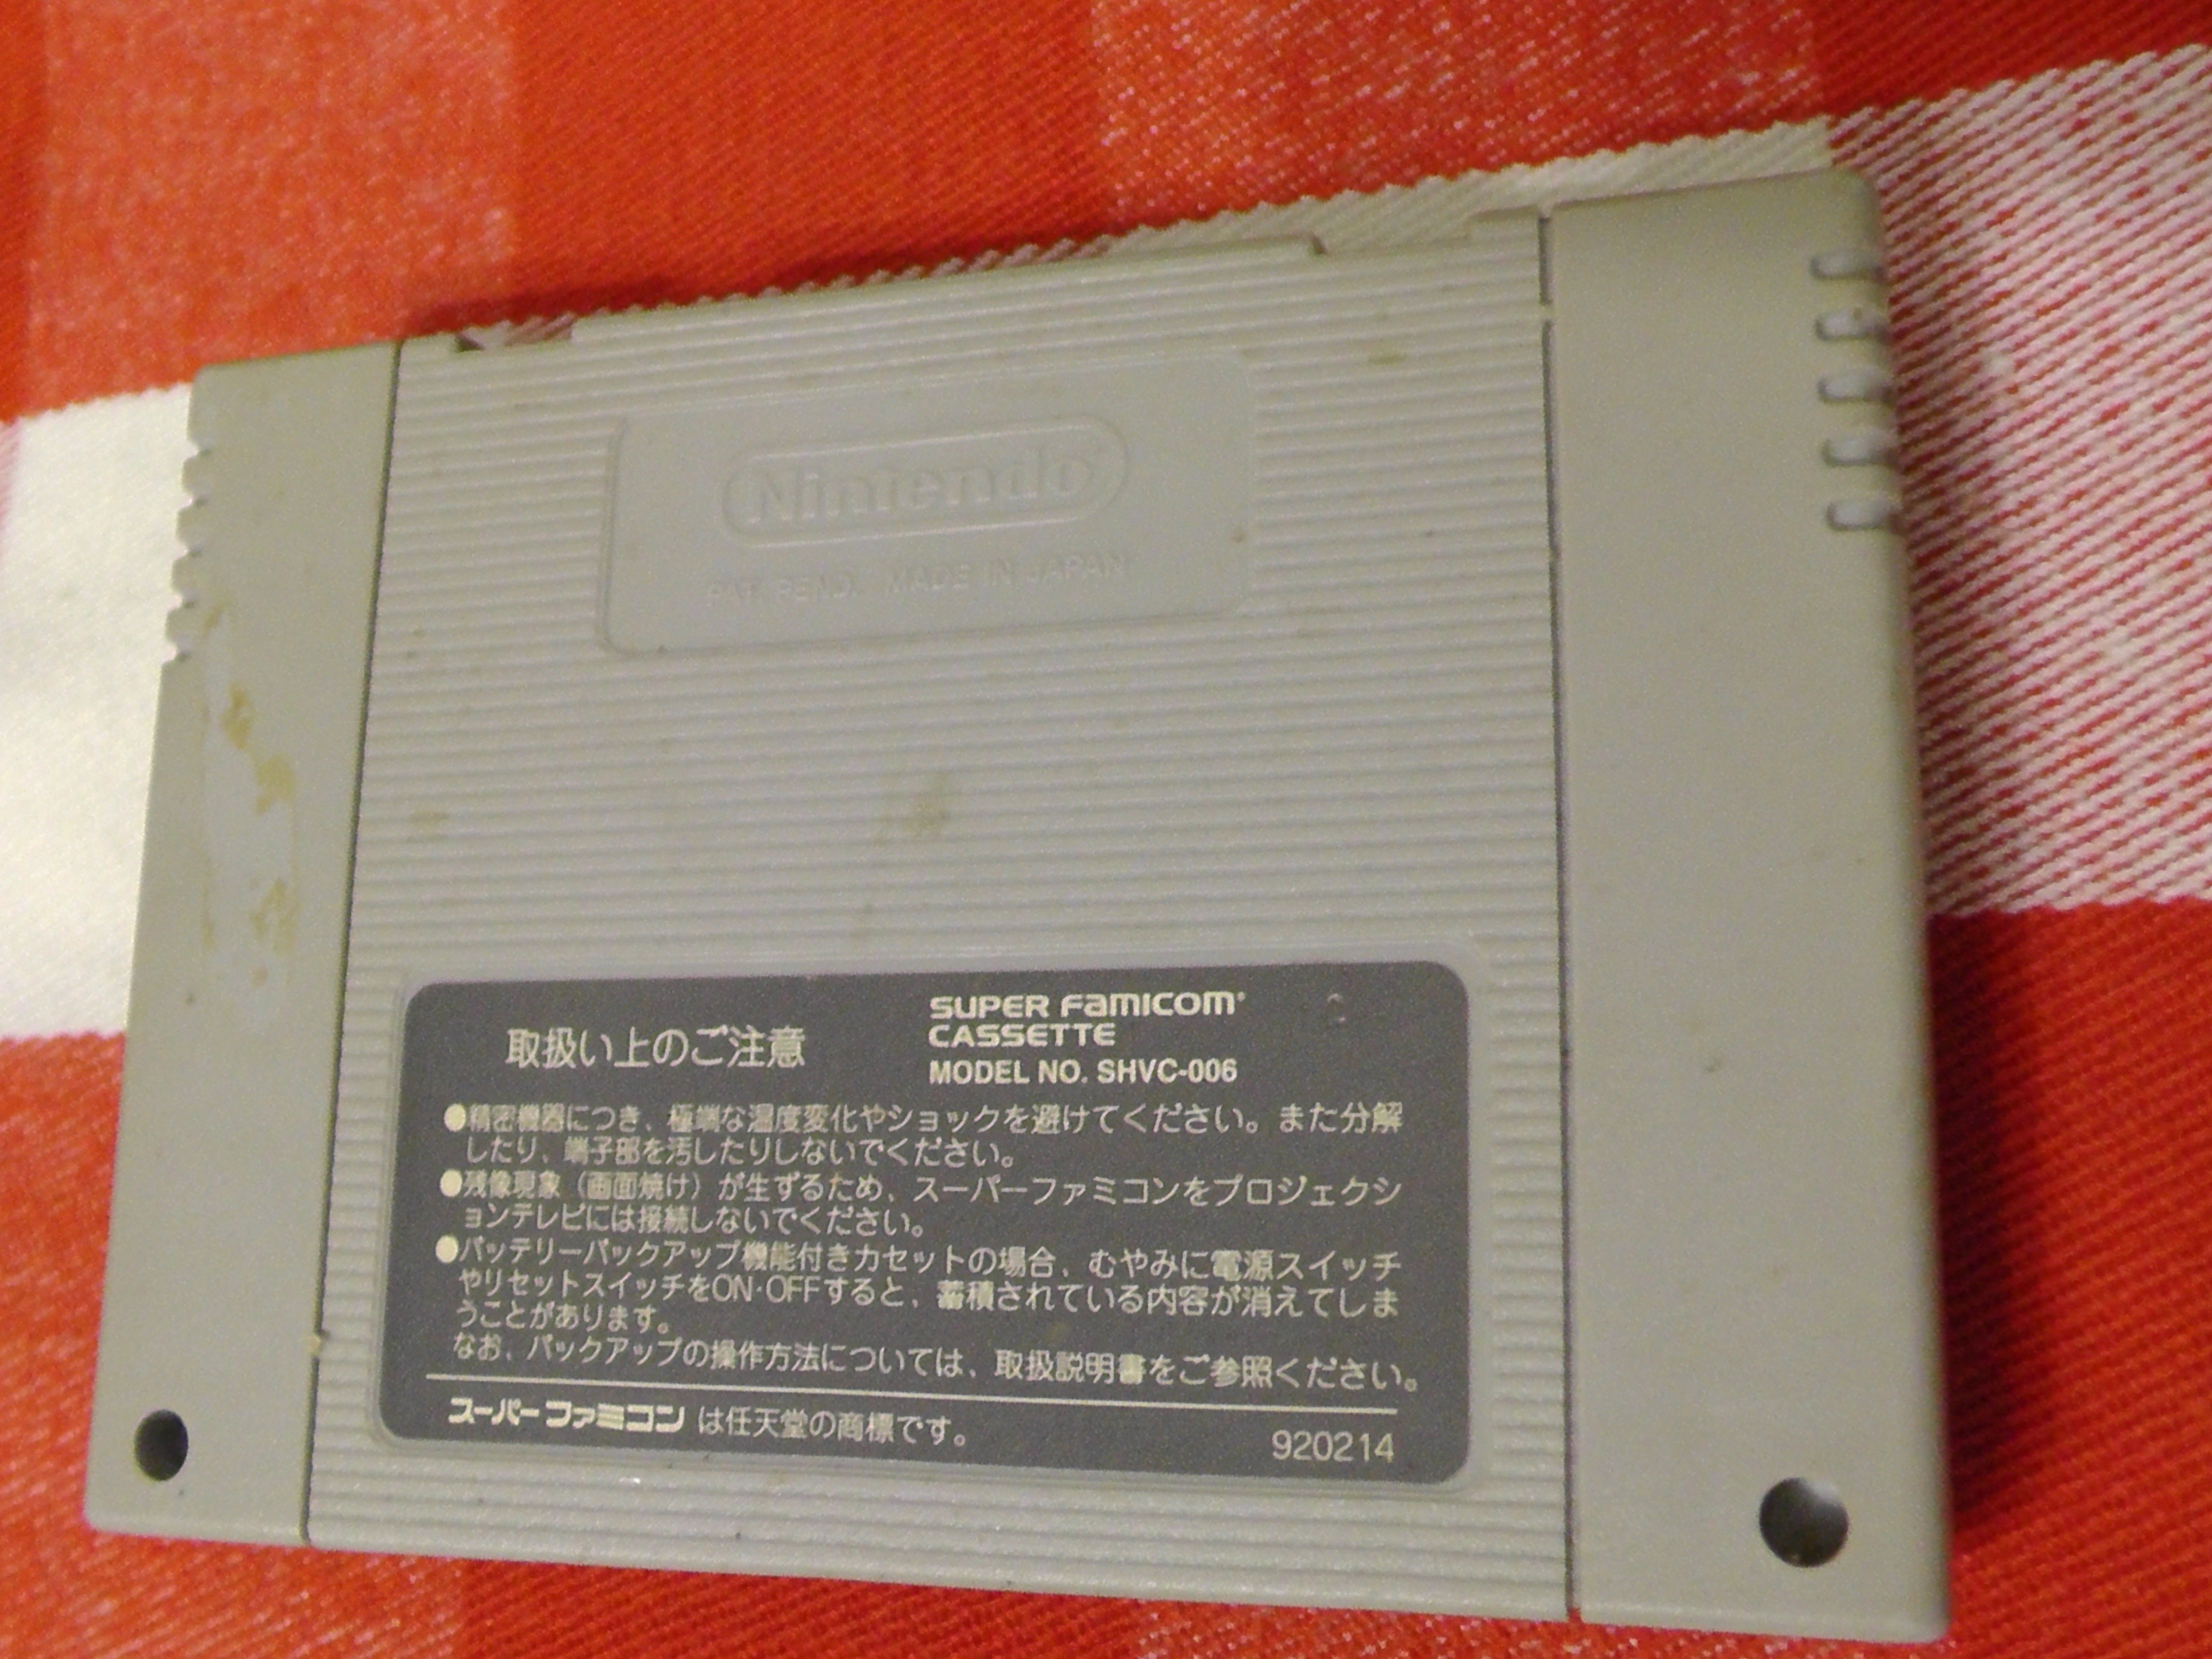 Nintendo
PAT. PEND. MADE IN JAPAN
取扱い上のご注意
SUPER FAMICOM
CASSETTE
MODEL NO. SHVC-006
●精密機器につき、極端な温度変化やショックを避けてください。また分解
したり、端子部を汚したりしないでください。
●残像現象（画面焼け）が生ずるため、スーパーファミコンをプロジェクシ
ョンテレビには接続しないでください。
●バッテリーバックアップ機能付きカセットの場合、むやみに電源スイッチ
やリセットスイッチをON·OFFすると、蓄積されている内容が消えてしま
うことがあります。
なお、バックアップの操作方法については、取扱説明書をご参照ください。
スーパーファミコン は任天堂の商標です。
920214